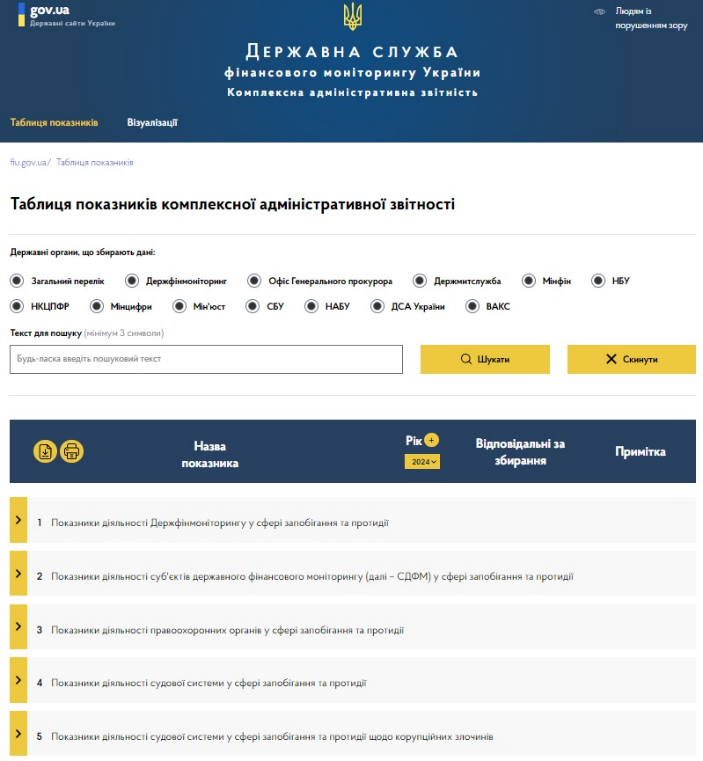 gov.ua
Державні сайти України
Людям із
порушенням зору
Державна служба
фінансового моніторингу України
Комплексна адміністративна звітність
Таблиця показників Візуалізації
fiu.gov.ua/ Таблиця показників
Таблиця показників комплексної адміністративної звітності
Державні органи, що збирають дані:
Загальний перелік Держфінмоніторинг Офіс Генерального прокурора Держмитслужба Мінфін НБУ
НКЦПФР Мінцифри Мін'юст СБУ НАБУ ДСА України ВАКС
Текст для пошуку (мінімум 3 символи)
Будь-ласка введіть пошуковий текст
Шукати
Скинути
Назва
показника
Рік +
2024
Відповідальні за
збирання
Примітка
1 Показники діяльності Держфінмоніторингу у сфері запобігання та протидії
2 Показники діяльності суб'єктів державного фінансового моніторингу (далі – СДФМ) у сфері запобігання та протидії
3 Показники діяльності правоохоронних органів у сфері запобігання та протидії
4 Показники діяльності судової системи у сфері запобігання та протидії
5 Показники діяльності судової системи у сфері запобігання та протидії щодо корупційних злочинів